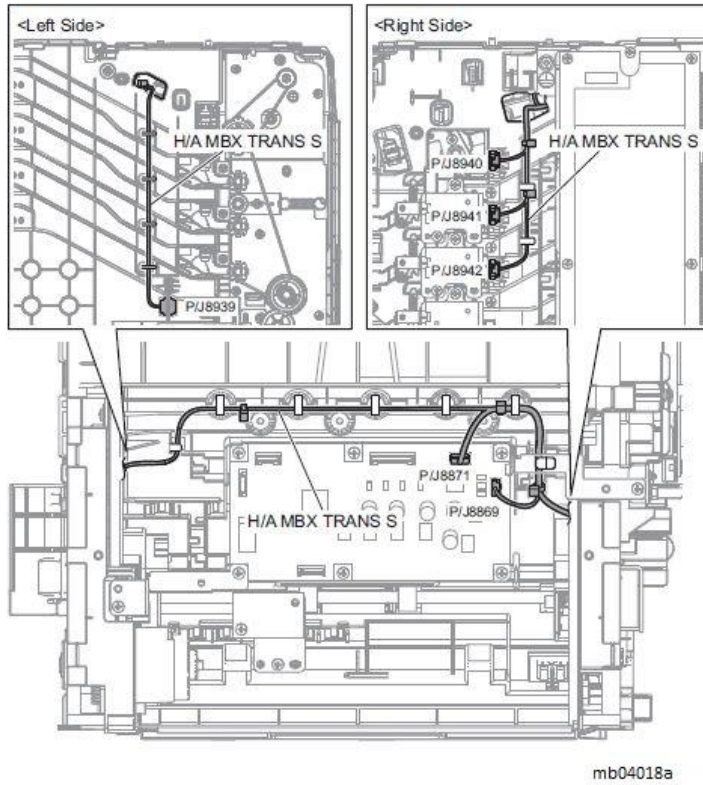 <Left Side>
H/A MBX TRANS S
P/J8939
<Right Side>
P/J8940
H/A MBX TRANS S
P/J8941
P/J8942
P/J8871
P/J8869
H/A MBX TRANS S
mb04018a